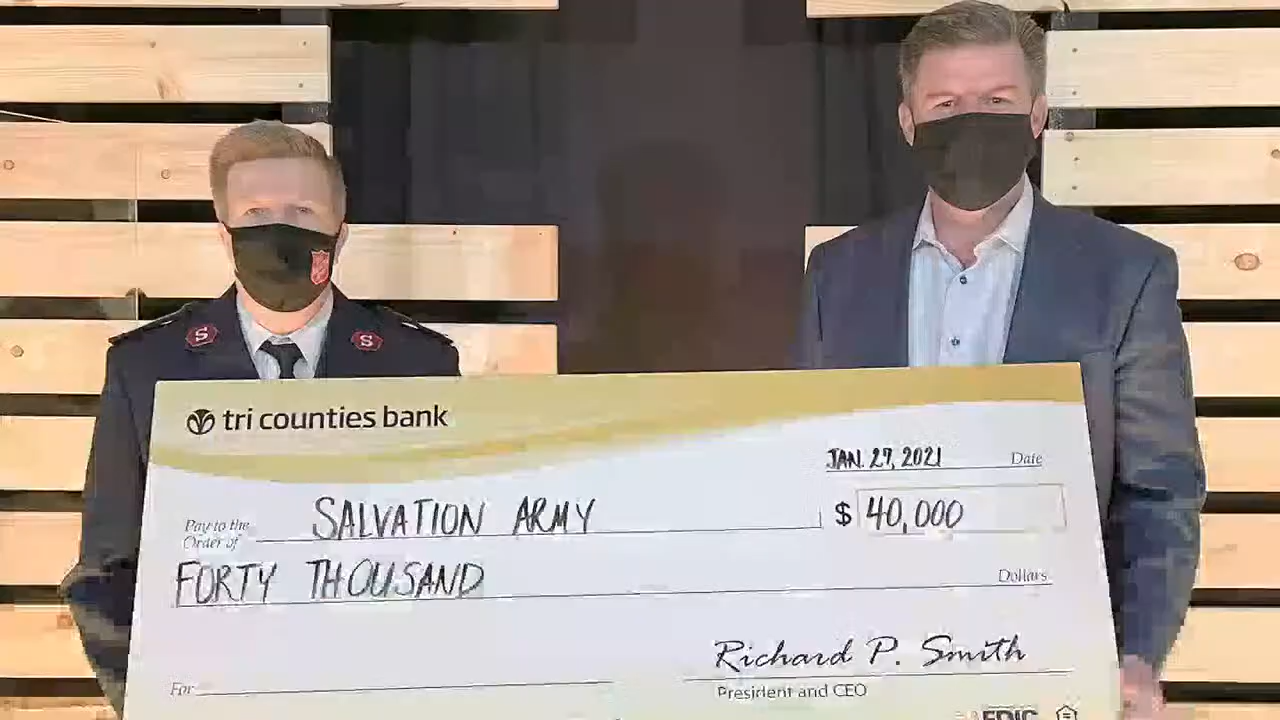 S S
tri counties bank
JAN. 27, 2021 Date
Pay to the
Order of SALVATION ARMY $ 40,000
FORTY THOUSAND Dollars
Richard P. Smith
For
President and CEO
FDIC